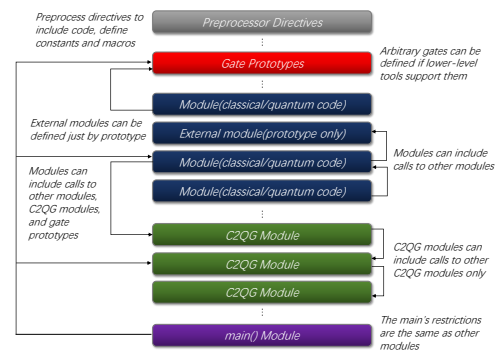 Preprocess directives to
include code, define
constants and macros
Preprocessor Directives
⋮
Gate Prototypes
Arbitrary gates can be
defined if lower-level
tools support them
⋮
Module(classical/quantum code)
External modules can be
defined just by prototype
External module(prototype only)
Module(classical/quantum code)
Modules can include
calls to other modules
Modules can
include calls to
other modules,
C2QG modules,
and gate
prototypes
Module(classical/quantum code)
⋮
C2QG Module
C2QG modules can
include calls to other
C2QG modules only
C2QG Module
C2QG Module
⋮
main() Module
The main's restrictions
are the same as other
modules